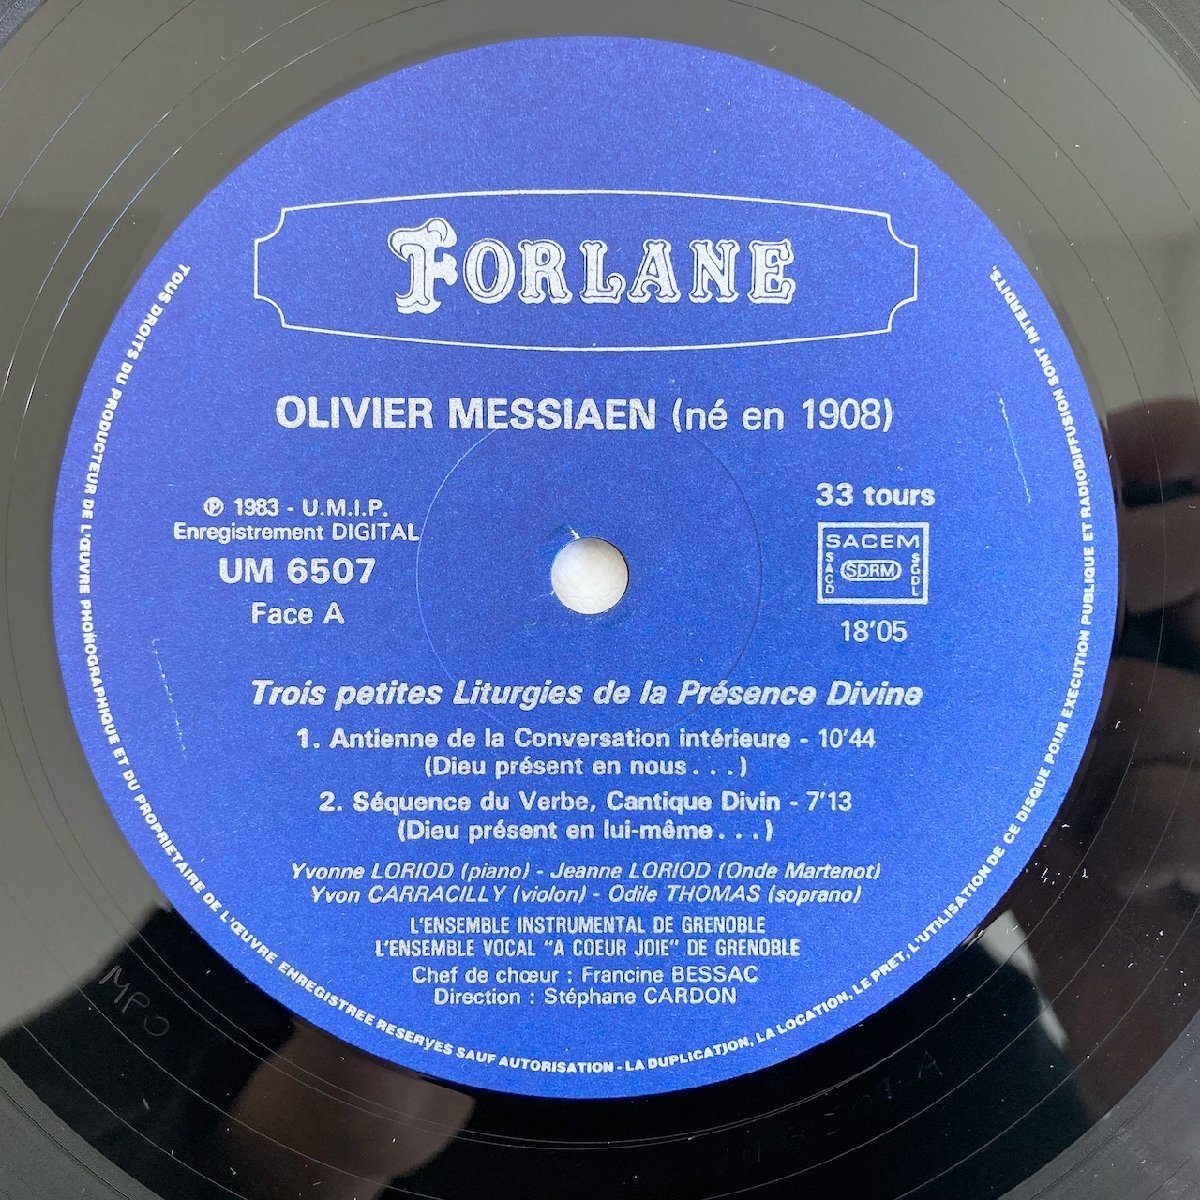 FORLANE
OLIVIER MESSIAEN (né en 1908)
℗ 1983 - U.M.I.P.
Enregistrement DIGITAL
UM 6507
Face A
33 tours
SACEM
SACD
SDRM
SGDL
18'05
Trois petites Liturgies de la Présence Divine
1. Antienne de la Conversation intérieure - 10'44
(Dieu présent en nous...)
2. Séquence du Verbe, Cantique Divin - 7'13
(Dieu présent en lui-même...)
Yvonne LORIOD (piano) - Jeanne LORIOD (Onde Martenot)
Yvon CARRACILLY (violon) - Odile THOMAS (soprano)
L'ENSEMBLE INSTRUMENTAL DE GRENOBLE
L'ENSEMBLE VOCAL "A COEUR JOIE" DE GRENOBLE
Chef de chœur : Francine BESSAC
Direction : Stéphane CARDON
TOUS DROITS DU PRODUCTEUR DE L'ŒUVRE PHONOGRAPHIQUE ET DU PROPRIETAIRE DE L'ŒUVRE ENREGISTREE RESERVES SAUF AUTORISATION - LA DUPLICATION, LA LOCATION, LE PRET, L'UTILISATION DE CE DISQUE POUR EXECUTION PUBLIQUE ET RADIODIFFUSION SONT INTERDITS.
MPO